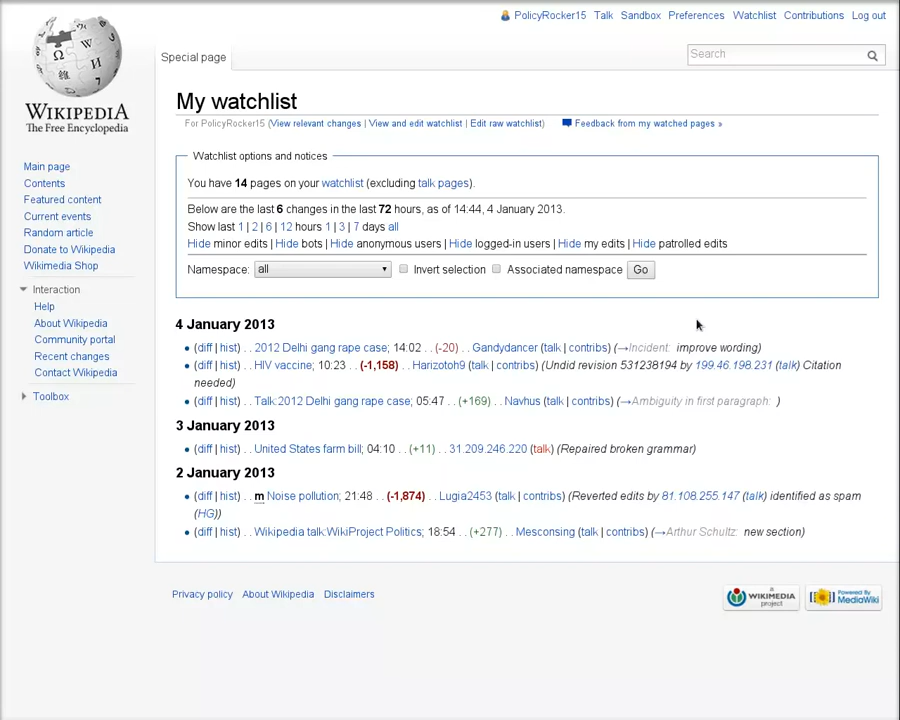 PolicyRocker15 Talk Sandbox Preferences Watchlist Contributions Log out
Special page
Search
WIKIPEDIA
The Free Encyclopedia
Main page
Contents
Featured content
Current events
Random article
Donate to Wikipedia
Wikimedia Shop
Interaction
Help
About Wikipedia
Community portal
Recent changes
Contact Wikipedia
Toolbox
My watchlist
For PolicyRocker15 (View relevant changes | View and edit watchlist | Edit raw watchlist) Feedback from my watched pages »
Watchlist options and notices
You have 14 pages on your watchlist (excluding talk pages).
Below are the last 6 changes in the last 72 hours, as of 14:44, 4 January 2013.
Show last 1 | 2 | 6 | 12 hours 1 | 3 | 7 days all
Hide minor edits | Hide bots | Hide anonymous users | Hide logged-in users | Hide my edits | Hide patrolled edits
Namespace: all Invert selection Associated namespace Go
4 January 2013
(diff | hist) . . 2012 Delhi gang rape case; 14:02 . . (-20) . . Gandydancer (talk | contribs) (→Incident: improve wording)
(diff | hist) . . HIV vaccine; 10:23 . . (-1,158) . . Harizotoh9 (talk | contribs) (Undid revision 531238194 by 199.46.198.231 (talk) Citation
needed)
(diff | hist) . . Talk:2012 Delhi gang rape case; 05:47 . . (+169) . . Navhus (talk | contribs) (→Ambiguity in first paragraph: )
3 January 2013
(diff | hist) . . United States farm bill; 04:10 . . (+11) . . 31.209.246.220 (talk) (Repaired broken grammar)
2 January 2013
(diff | hist) . . m Noise pollution; 21:48 . . (-1,874) . . Lugia2453 (talk | contribs) (Reverted edits by 81.108.255.147 (talk) identified as spam
(HG))
(diff | hist) . . Wikipedia talk:WikiProject Politics; 18:54 . . (+277) . . Mesconsing (talk | contribs) (→Arthur Schultz: new section)
Privacy policy About Wikipedia Disclaimers
A WIKIMEDIA project
Powered By MediaWiki